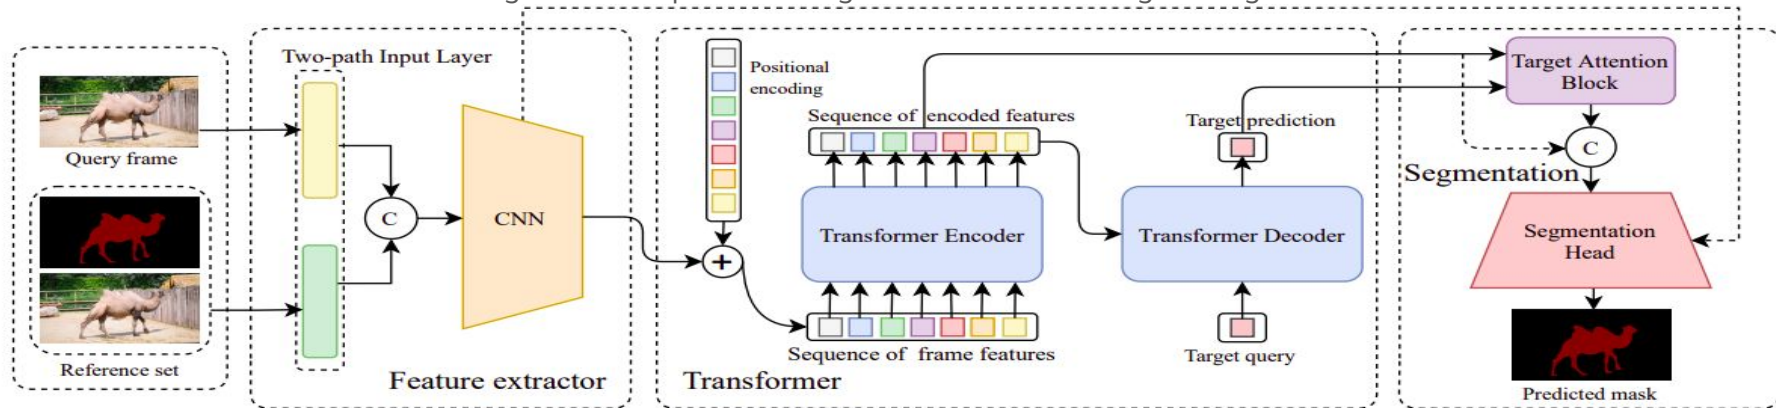 Two-path Input Layer
Query frame
Reference set
C
CNN
Feature extractor
Positional
encoding
+
Sequence of encoded features
Transformer Encoder
Sequence of frame features
Transformer
Target prediction
Transformer Decoder
Target query
Target Attention
Block
C
Segmentation
Segmentation
Head
Predicted mask